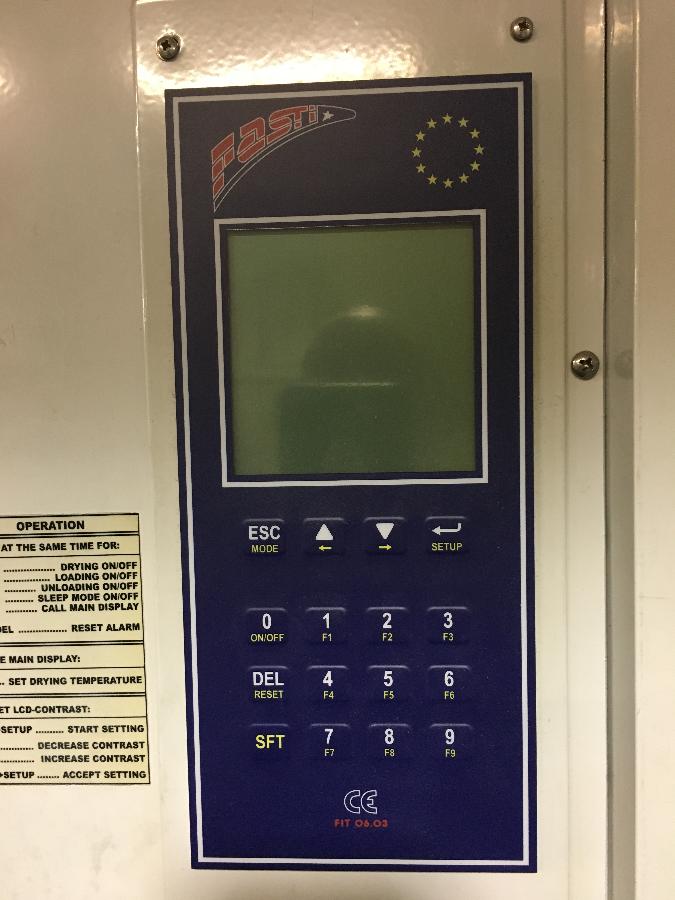 FASTi
ESC
MODE
←
→
SETUP
0 1 2 3
ON/OFF F1 F2 F3
DEL 4 5 6
RESET F4 F5 F6
SFT 7 8 9
F7 F8 F9
CE
FIT 06.03
OPERATION
AT THE SAME TIME FOR:
.................. DRYING ON/OFF
................ LOADING ON/OFF
........... UNLOADING ON/OFF
.......... SLEEP MODE ON/OFF
........... CALL MAIN DISPLAY
EL ................. RESET ALARM
E MAIN DISPLAY:
.. SET DRYING TEMPERATURE
ET LCD-CONTRAST:
+SETUP ........ START SETTING
........... DECREASE CONTRAST
............ INCREASE CONTRAST
+SETUP ....... ACCEPT SETTING